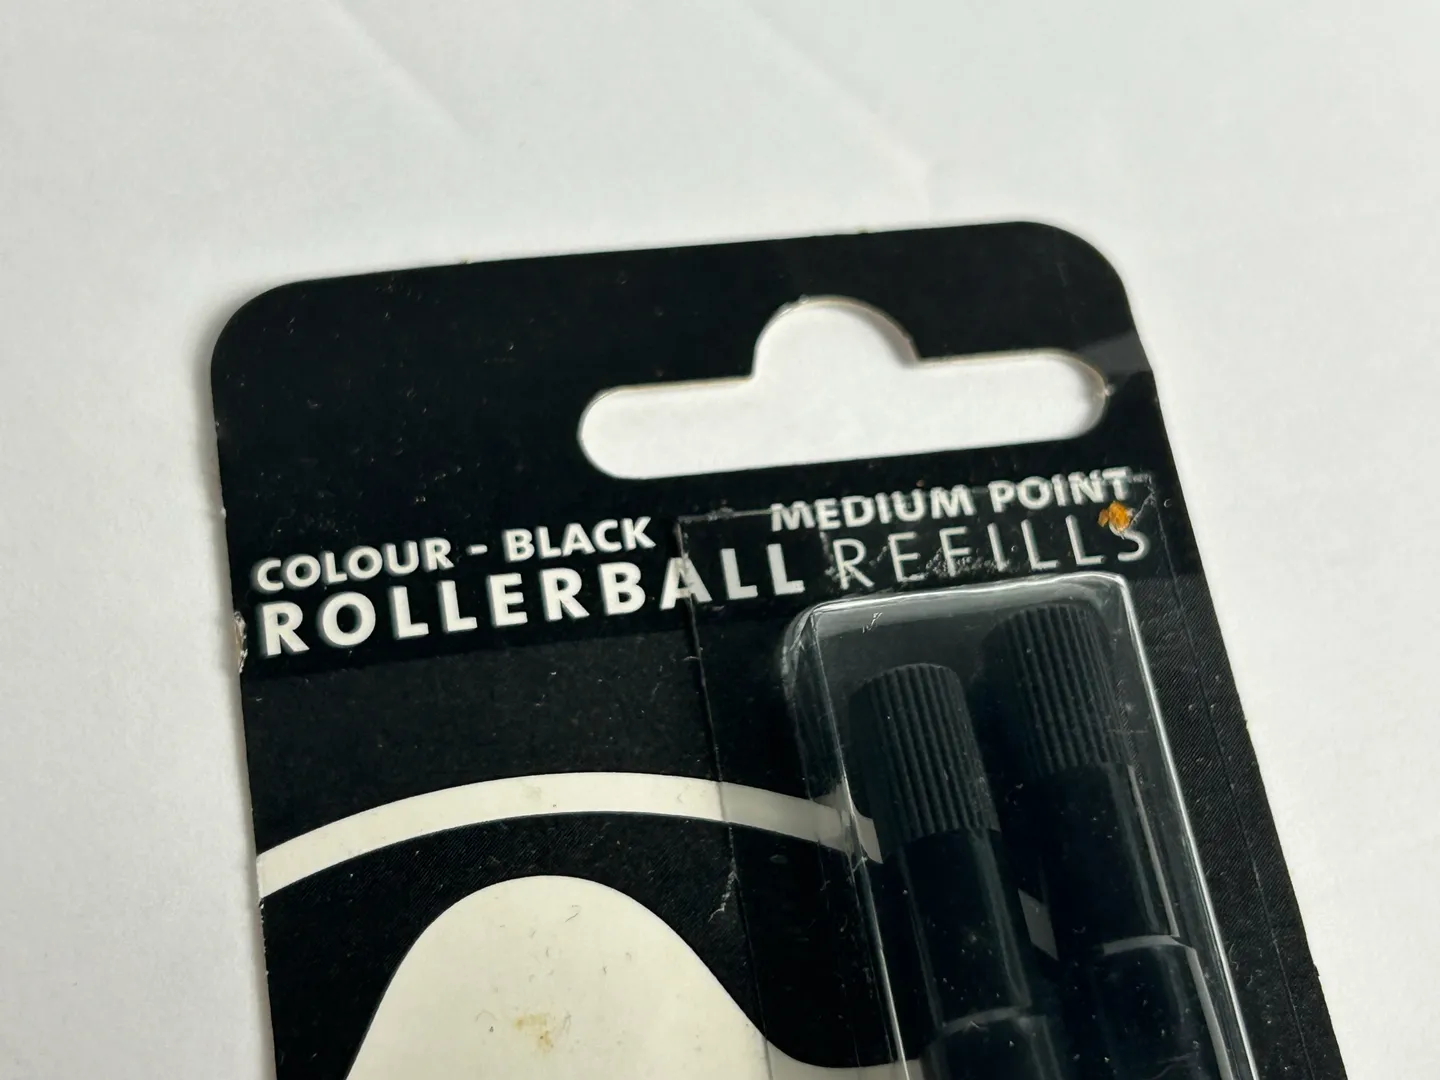 COLOUR - BLACK MEDIUM POINT
ROLLERBALL REFILLS